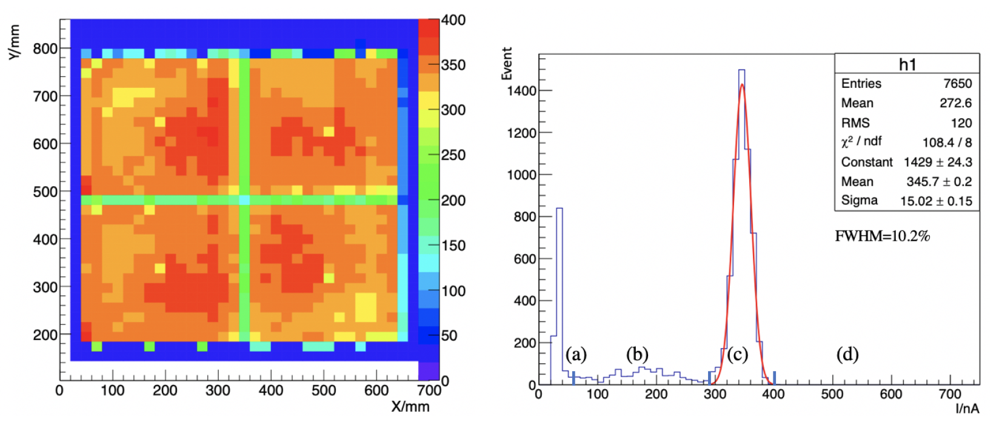 Y/mm
800
700
600
500
400
300
200
0
100
200
300
400
500
600
700
X/mm
400
350
300
250
200
150
100
50
0
Event
1400
1200
1000
800
600
400
200
0
h1
Entries 7650
Mean 272.6
RMS 120
χ² / ndf 108.4 / 8
Constant 1429 ± 24.3
Mean 345.7 ± 0.2
Sigma 15.02 ± 0.15
FWHM=10.2%
(a) (b) (c) (d)
0 100 200 300 400 500 600 700
I/nA